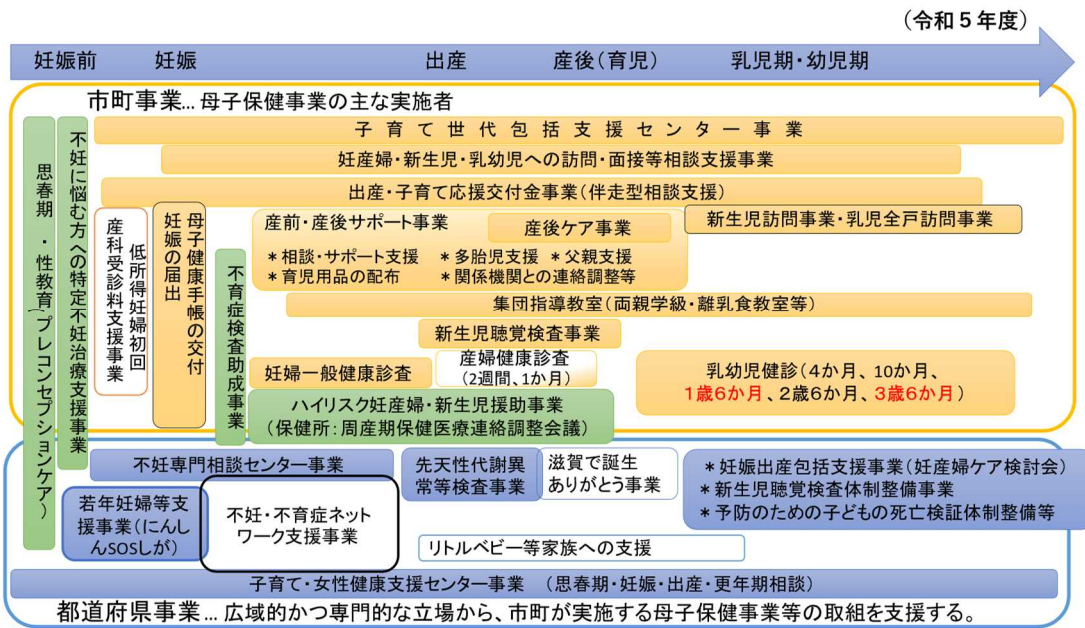 (令和５年度)
妊娠前
妊娠
出産
産後(育児)
乳児期・幼児期
市町事業… 母子保健事業の主な実施者
子育て世代包括支援センター事業
妊産婦・新生児・乳幼児への訪問・面接等相談支援事業
出産・子育て応援交付金事業(伴走型相談支援)
思春期・性教育(プレコンセプションケア)
不妊に悩む方への特定不妊治療支援事業
低所得妊婦初回
産科受診料支援事業
母子健康手帳の交付
妊娠の届出
不育症検査助成事業
産前・産後サポート事業
産後ケア事業
＊相談・サポート支援
＊多胎児支援
＊父親支援
＊育児用品の配布
＊関係機関との連絡調整等
新生児訪問事業・乳児全戸訪問事業
集団指導教室(両親学級・離乳食教室等)
新生児聴覚検査事業
妊婦一般健康診査
産婦健康診査
(2週間、1か月)
乳幼児健診(４か月、10か月、
１歳６か月、２歳６か月、３歳６か月)
ハイリスク妊産婦・新生児援助事業
(保健所：周産期保健医療連絡調整会議)
不妊専門相談センター事業
先天性代謝異
常等検査事業
滋賀で誕生
ありがとう事業
＊妊娠出産包括支援事業(妊産婦ケア検討会)
＊新生児聴覚検査体制整備事業
＊予防のための子どもの死亡検証体制整備等
若年妊婦等支
援事業(にんし
んSOSしが)
不妊・不育症ネット
ワーク支援事業
リトルベビー等家族への支援
子育て・女性健康支援センター事業　(思春期・妊娠・出産・更年期相談)
都道府県事業… 広域的かつ専門的な立場から、市町が実施する母子保健事業等の取組を支援する。